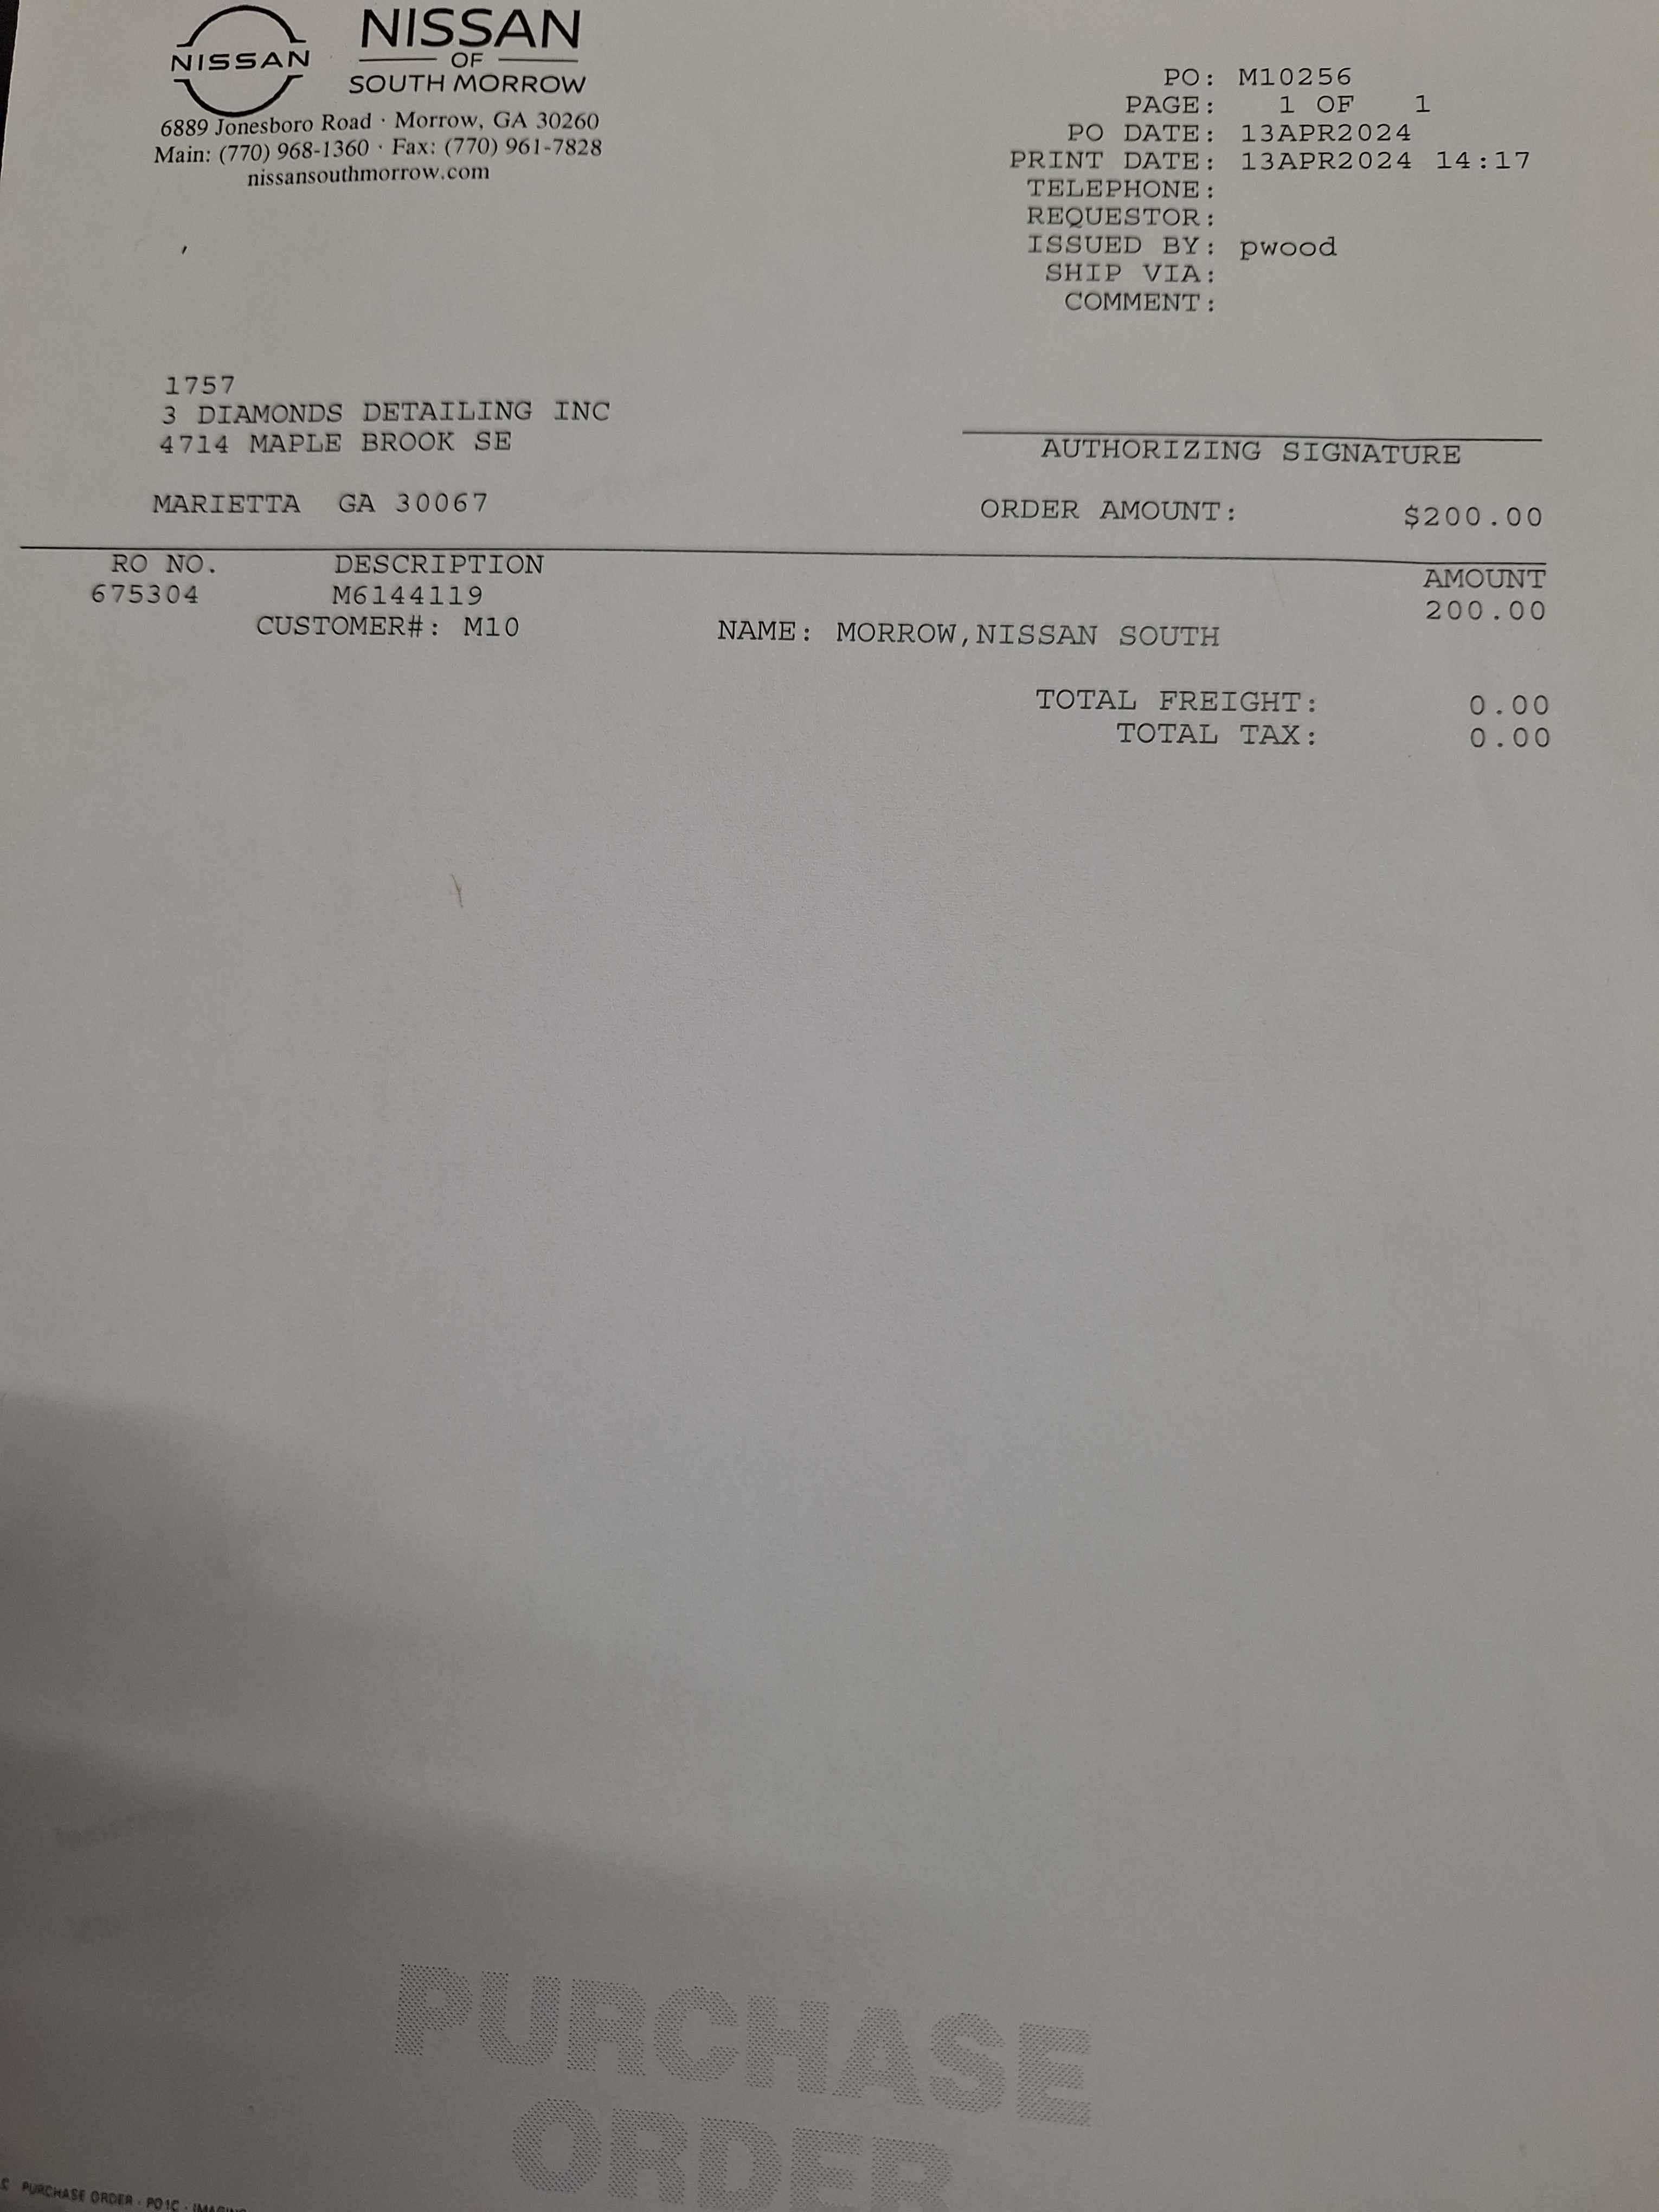 NISSAN
NISSAN
OF
SOUTH MORROW
6889 Jonesboro Road · Morrow, GA 30260
Main: (770) 968-1360 · Fax: (770) 961-7828
nissansouthmorrow.com
PO: M10256
PAGE: 1 OF 1
PO DATE: 13APR2024
PRINT DATE: 13APR2024 14:17
TELEPHONE:
REQUESTOR:
ISSUED BY: pwood
SHIP VIA:
COMMENT:
1757
3 DIAMONDS DETAILING INC
4714 MAPLE BROOK SE
MARIETTA GA 30067
AUTHORIZING SIGNATURE
ORDER AMOUNT: $200.00
RO NO. DESCRIPTION AMOUNT
675304 M6144119 200.00
CUSTOMER#: M10 NAME: MORROW,NISSAN SOUTH
TOTAL FREIGHT: 0.00
TOTAL TAX: 0.00
PURCHASE
ORDER
PURCHASE ORDER · PO1C ·